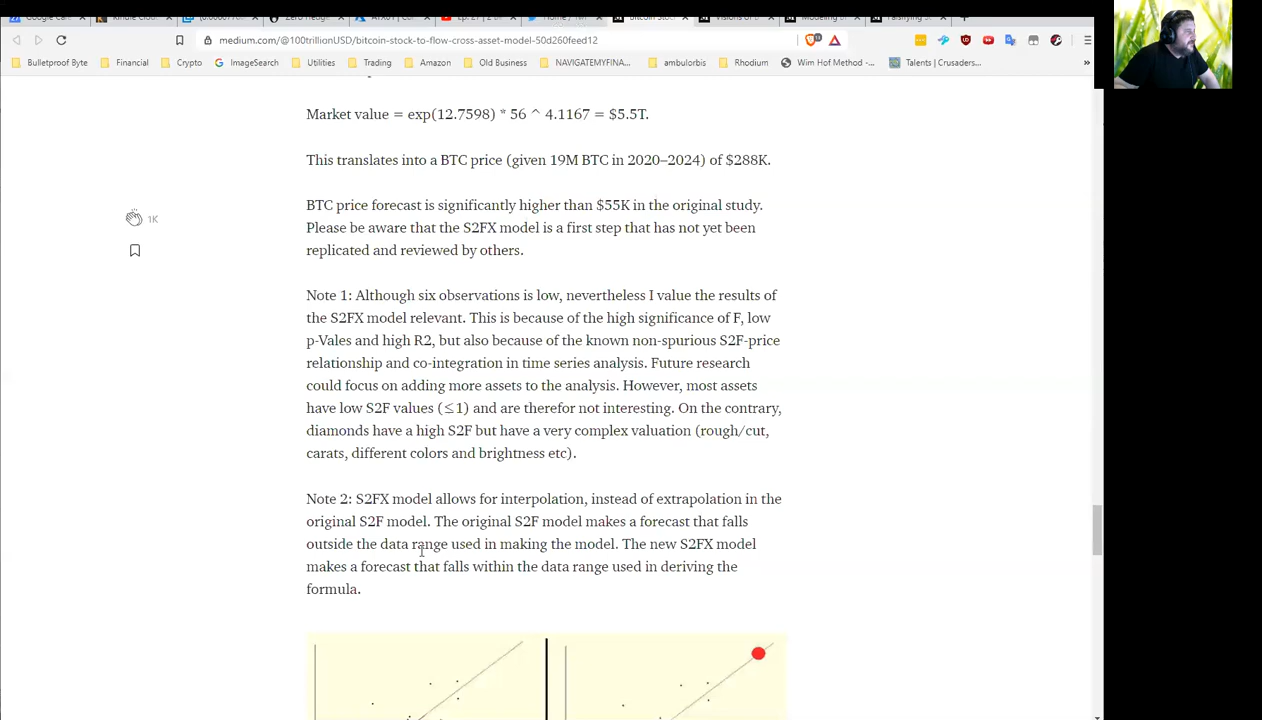 medium.com/@100trillionUSD/bitcoin-stock-to-flow-cross-asset-model-50d260feed12
Bulletproof Byte Financial Crypto ImageSearch Utilities Trading Amazon Old Business NAVIGATEMYFINA... ambulorbis Rhodium Wim Hof Method -... Talents | Crusaders... »
Market value = exp(12.7598) * 56 ^ 4.1167 = $5.5T.
This translates into a BTC price (given 19M BTC in 2020–2024) of $288K.
1K
BTC price forecast is significantly higher than $55K in the original study.
Please be aware that the S2FX model is a first step that has not yet been
replicated and reviewed by others.
Note 1: Although six observations is low, nevertheless I value the results of
the S2FX model relevant. This is because of the high significance of F, low
p-Vales and high R2, but also because of the known non-spurious S2F-price
relationship and co-integration in time series analysis. Future research
could focus on adding more assets to the analysis. However, most assets
have low S2F values (≤1) and are therefor not interesting. On the contrary,
diamonds have a high S2F but have a very complex valuation (rough/cut,
carats, different colors and brightness etc).
Note 2: S2FX model allows for interpolation, instead of extrapolation in the
original S2F model. The original S2F model makes a forecast that falls
outside the data range used in making the model. The new S2FX model
makes a forecast that falls within the data range used in deriving the
formula.